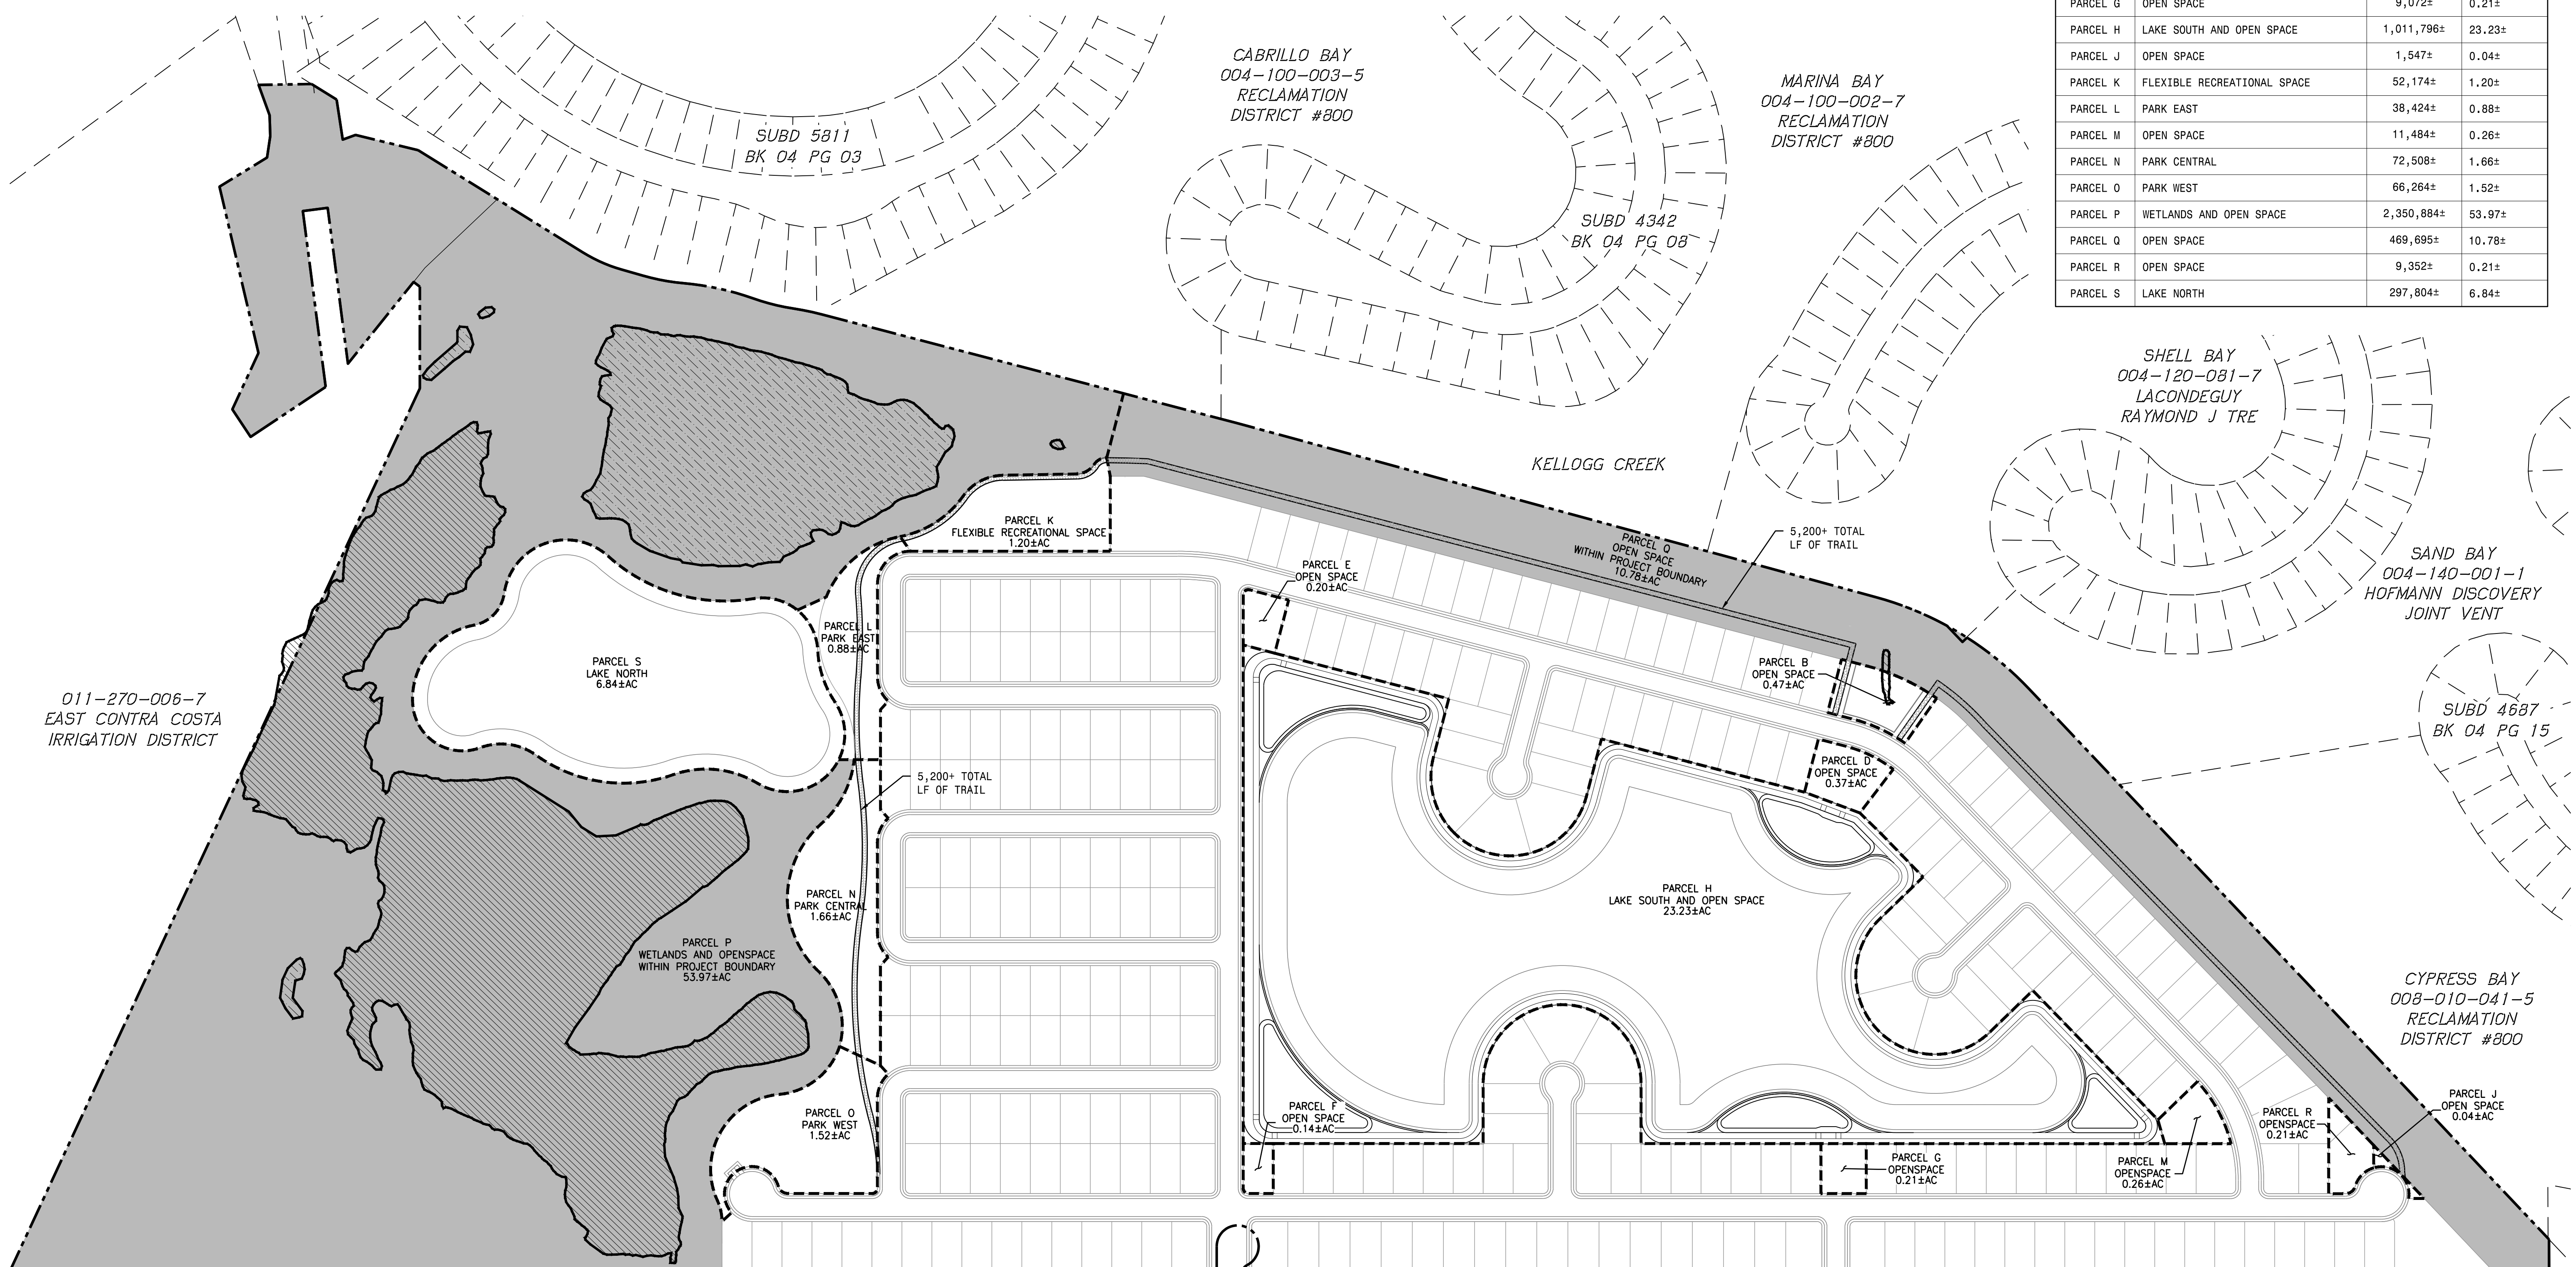 PARCEL G OPEN SPACE 9,072± 0.21±
PARCEL H LAKE SOUTH AND OPEN SPACE 1,011,796± 23.23±
PARCEL J OPEN SPACE 1,547± 0.04±
PARCEL K FLEXIBLE RECREATIONAL SPACE 52,174± 1.20±
PARCEL L PARK EAST 38,424± 0.88±
PARCEL M OPEN SPACE 11,484± 0.26±
PARCEL N PARK CENTRAL 72,508± 1.66±
PARCEL O PARK WEST 66,264± 1.52±
PARCEL P WETLANDS AND OPEN SPACE 2,350,884± 53.97±
PARCEL Q OPEN SPACE 469,695± 10.78±
PARCEL R OPEN SPACE 9,352± 0.21±
PARCEL S LAKE NORTH 297,804± 6.84±
SUBD 5811
BK 04 PG 03
CABRILLO BAY
004-100-003-5
RECLAMATION
DISTRICT #800
MARINA BAY
004-100-002-7
RECLAMATION
DISTRICT #800
SUBD 4342
BK 04 PG 08
SHELL BAY
004-120-081-7
LACONDEGUY
RAYMOND J TRE
KELLOGG CREEK
SAND BAY
004-140-001-1
HOFMANN DISCOVERY
JOINT VENT
SUBD 4687
BK 04 PG 15
CYPRESS BAY
008-010-041-5
RECLAMATION
DISTRICT #800
011-270-006-7
EAST CONTRA COSTA
IRRIGATION DISTRICT
PARCEL K
FLEXIBLE RECREATIONAL SPACE
1.20±AC
PARCEL Q
OPEN SPACE
WITHIN PROJECT BOUNDARY
10.78±AC
5,200+ TOTAL
LF OF TRAIL
PARCEL E
OPEN SPACE
0.20±AC
PARCEL L
PARK EAST
0.88±AC
PARCEL S
LAKE NORTH
6.84±AC
PARCEL B
OPEN SPACE
0.47±AC
PARCEL D
OPEN SPACE
0.37±AC
5,200+ TOTAL
LF OF TRAIL
PARCEL N
PARK CENTRAL
1.66±AC
PARCEL H
LAKE SOUTH AND OPEN SPACE
23.23±AC
PARCEL P
WETLANDS AND OPENSPACE
WITHIN PROJECT BOUNDARY
53.97±AC
PARCEL O
PARK WEST
1.52±AC
PARCEL F
OPEN SPACE
0.14±AC
PARCEL G
OPENSPACE
0.21±AC
PARCEL M
OPENSPACE
0.26±AC
PARCEL R
OPENSPACE
0.21±AC
PARCEL J
OPEN SPACE
0.04±AC